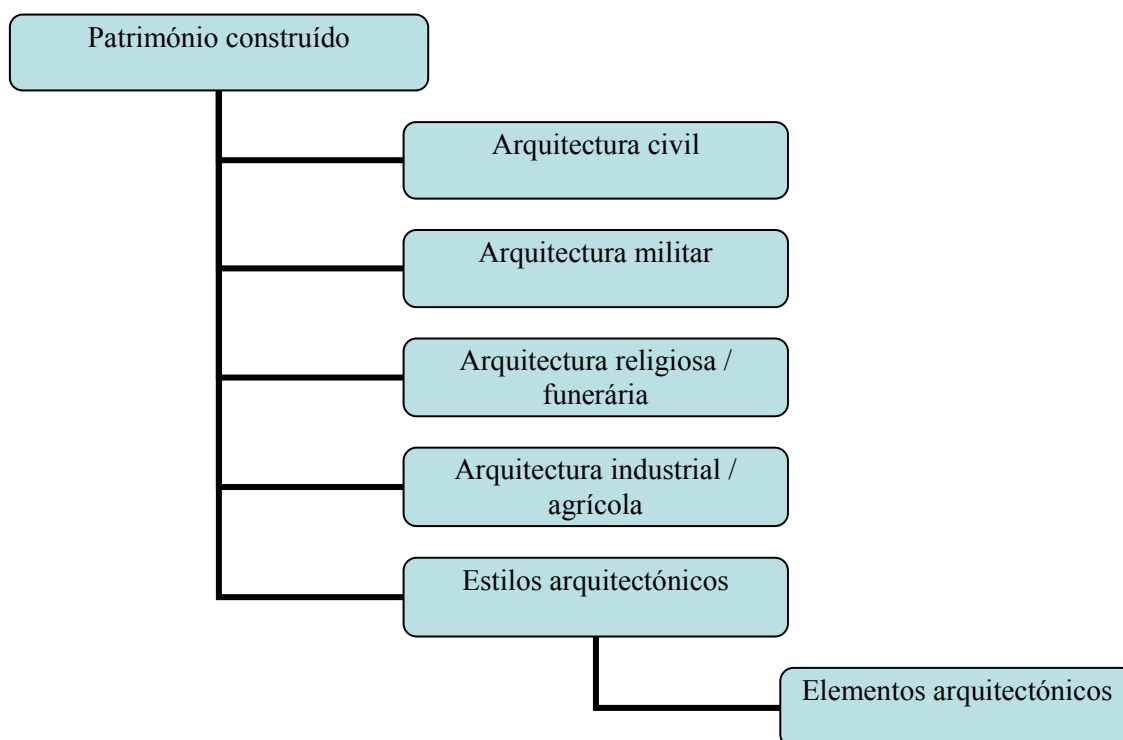 Património construído
Arquitectura civil
Arquitectura militar
Arquitectura religiosa /
funerária
Arquitectura industrial /
agrícola
Estilos arquitectónicos
Elementos arquitectónicos